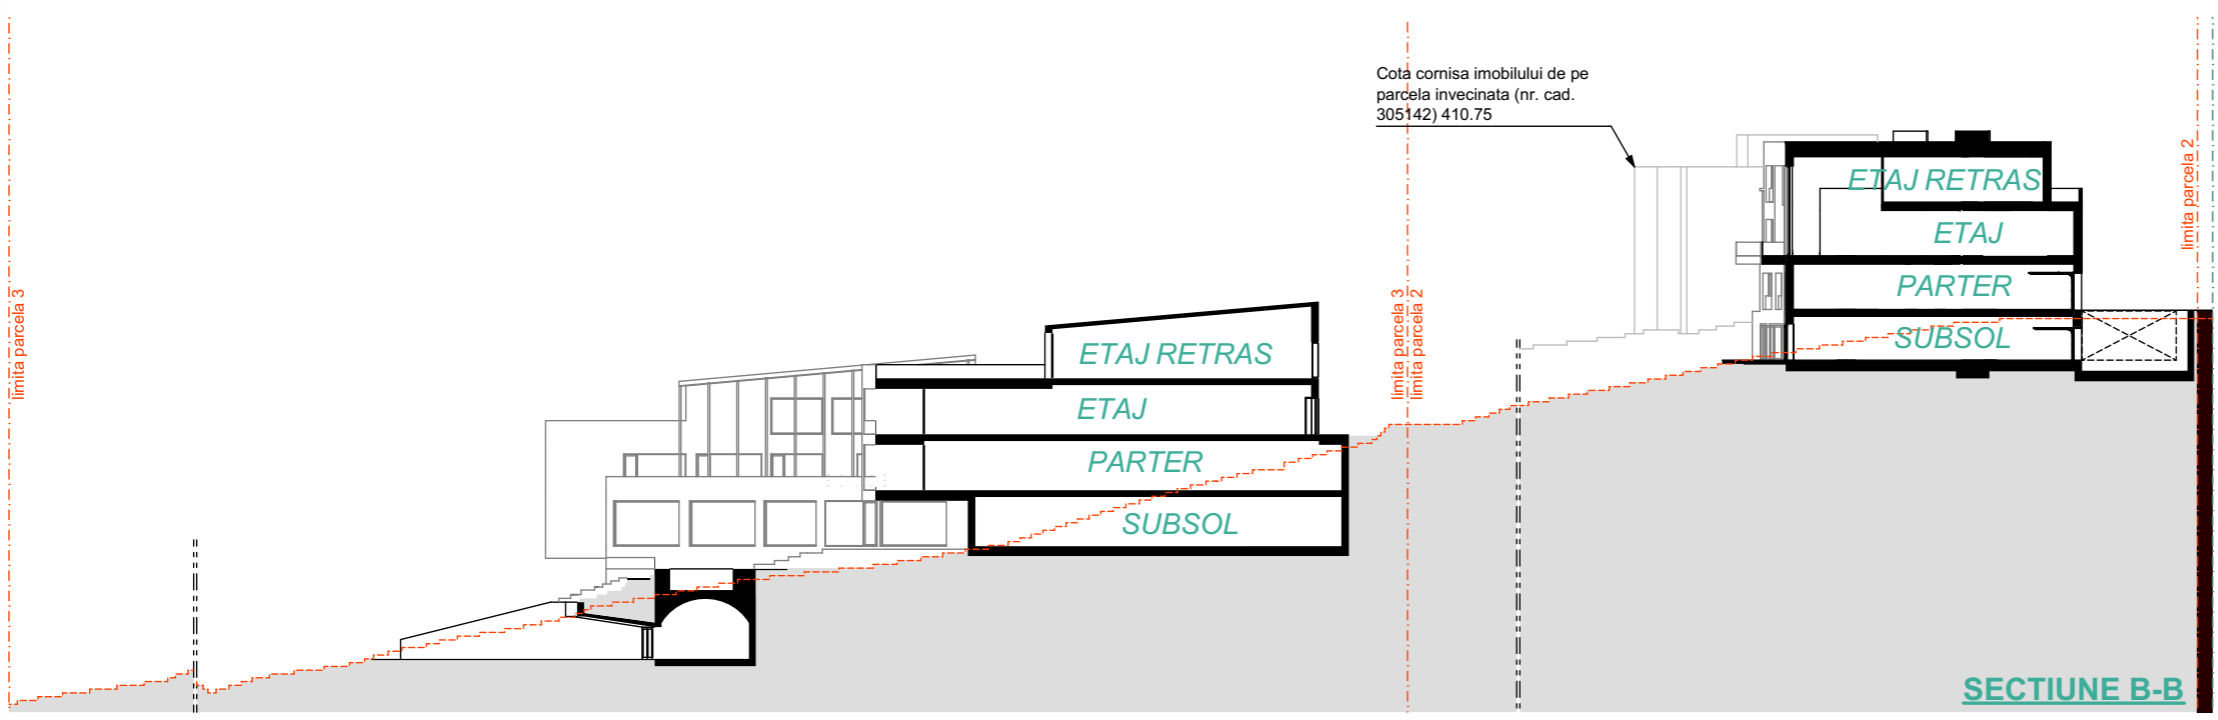 Cota cornisa imobilului de pe
parcela invecinata (nr. cad.
305142) 410.75
limita parcela 3
limita parcela 3
limita parcela 2
limita parcela 2
ETAJ RETRAS
ETAJ
PARTER
SUBSOL
ETAJ RETRAS
ETAJ
PARTER
SUBSOL
SECTIUNE B-B